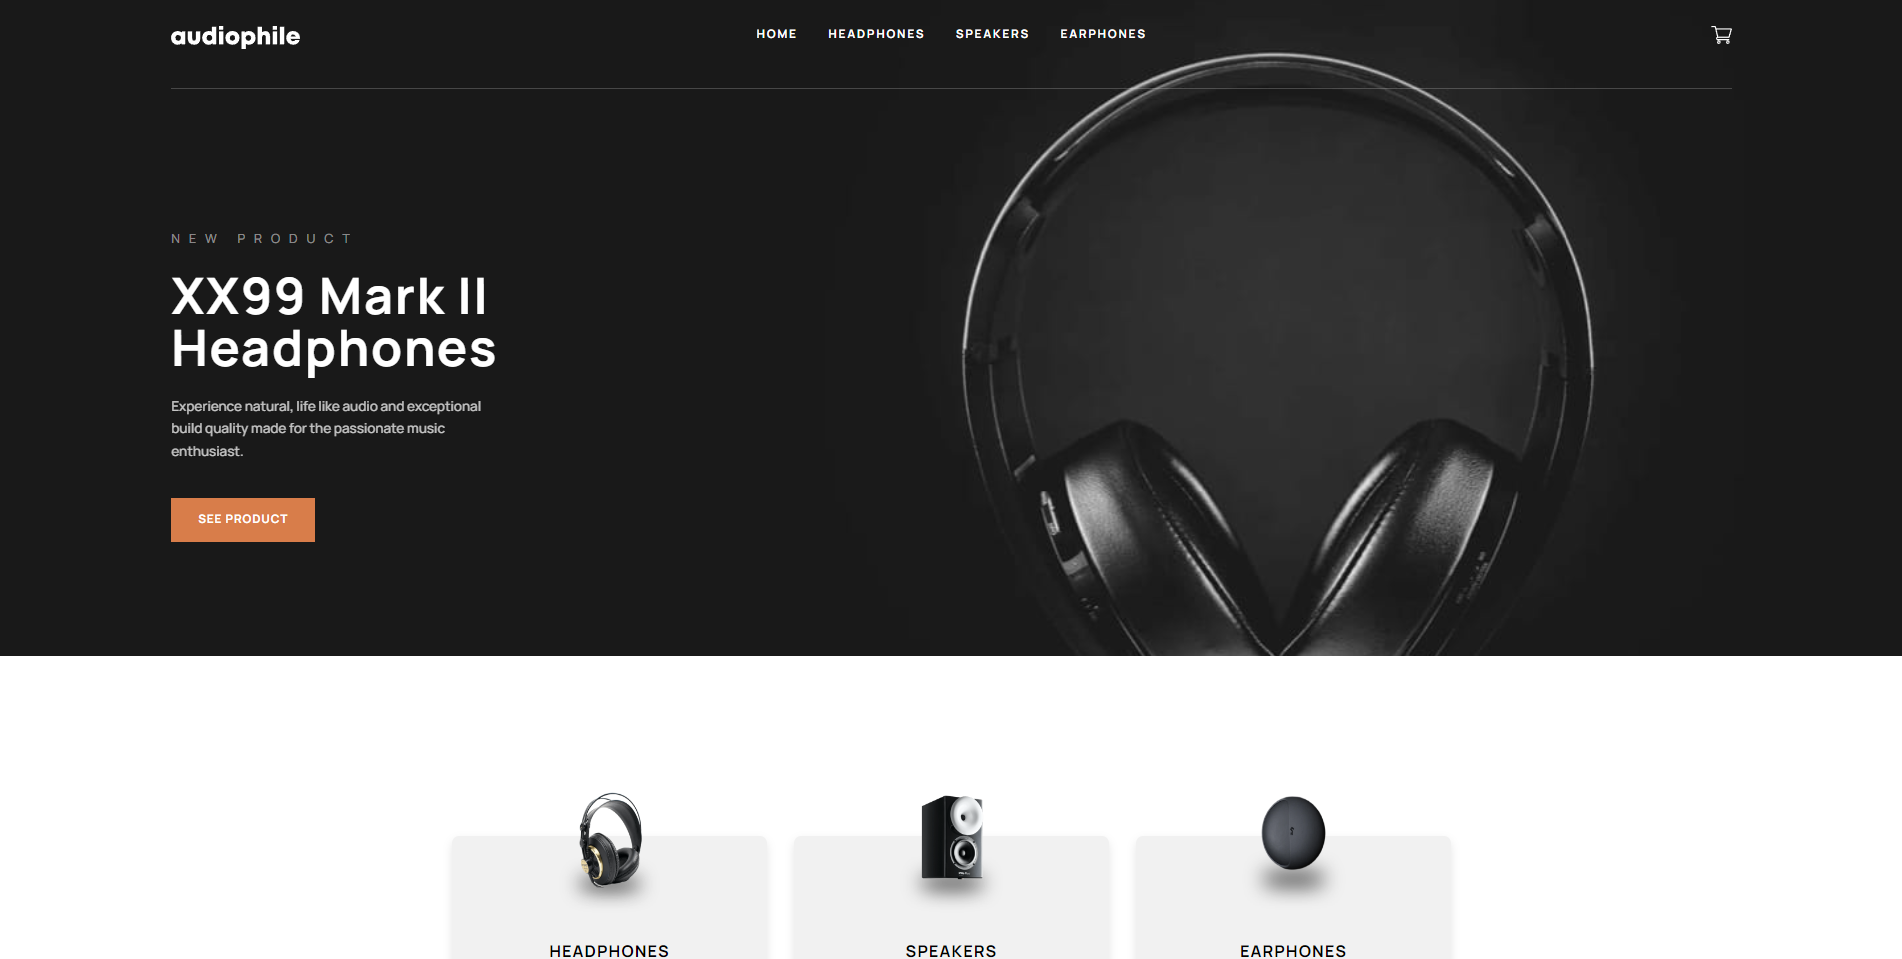 audiophile
HOME HEADPHONES SPEAKERS EARPHONES
NEW PRODUCT
XX99 Mark II
Headphones
Experience natural, life like audio and exceptional
build quality made for the passionate music
enthusiast.
SEE PRODUCT
HEADPHONES SPEAKERS EARPHONES